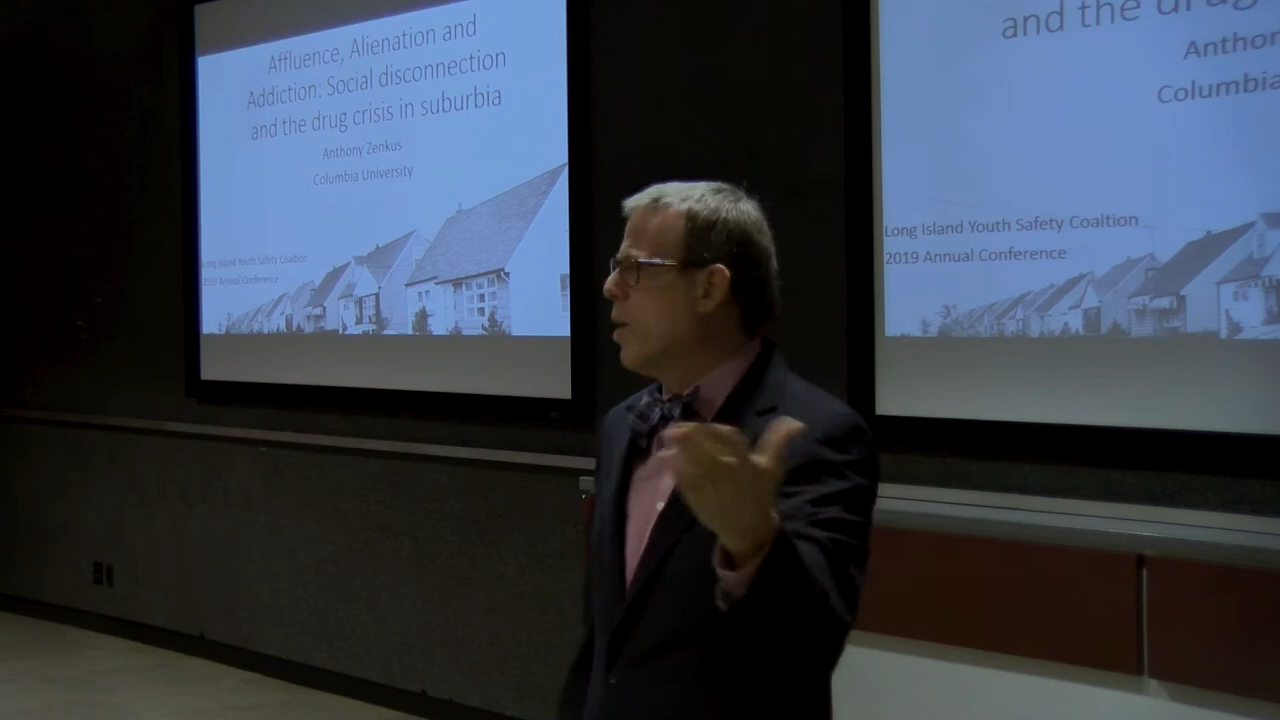 Affluence, Alienation and
Addiction: Social disconnection
and the drug crisis in suburbia
Anthony Zenkus
Columbia University
Long Island Youth Safety Coalition
2019 Annual Conference
and the drug
Anthon
Columbia
Long Island Youth Safety Coaltion
2019 Annual Conference